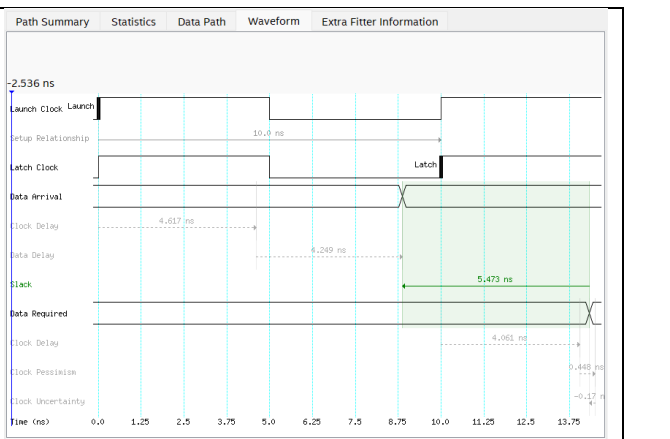 Path Summary Statistics Data Path Waveform Extra Fitter Information
-2.536 ns
Launch Clock Launch
Setup Relationship 10.0 ns
Latch Clock Latch
Data Arrival
Clock Delay 4.617 ns
Data Delay 4.249 ns
Slack 5.473 ns
Data Required
Clock Delay 4.061 ns
Clock Pessimism 0.448 ns
Clock Uncertainty -0.17 n
Time (ns) 0.0 1.25 2.5 3.75 5.0 6.25 7.5 8.75 10.0 11.25 12.5 13.75